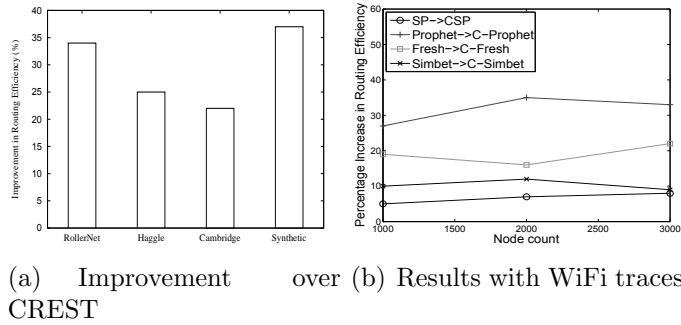 Improvement in Routing Efficiency (%)
40
35
30
25
20
15
10
5
0
RollerNet Haggle Cambridge Synthetic
Percentage Increase in Routing Efficiency
60
50
40
30
20
10
0
SP->CSP
Prophet->C-Prophet
Fresh->C-Fresh
Simbet->C-Simbet
1000 1500 2000 2500 3000
Node count
(a) Improvement over
CREST
(b) Results with WiFi traces